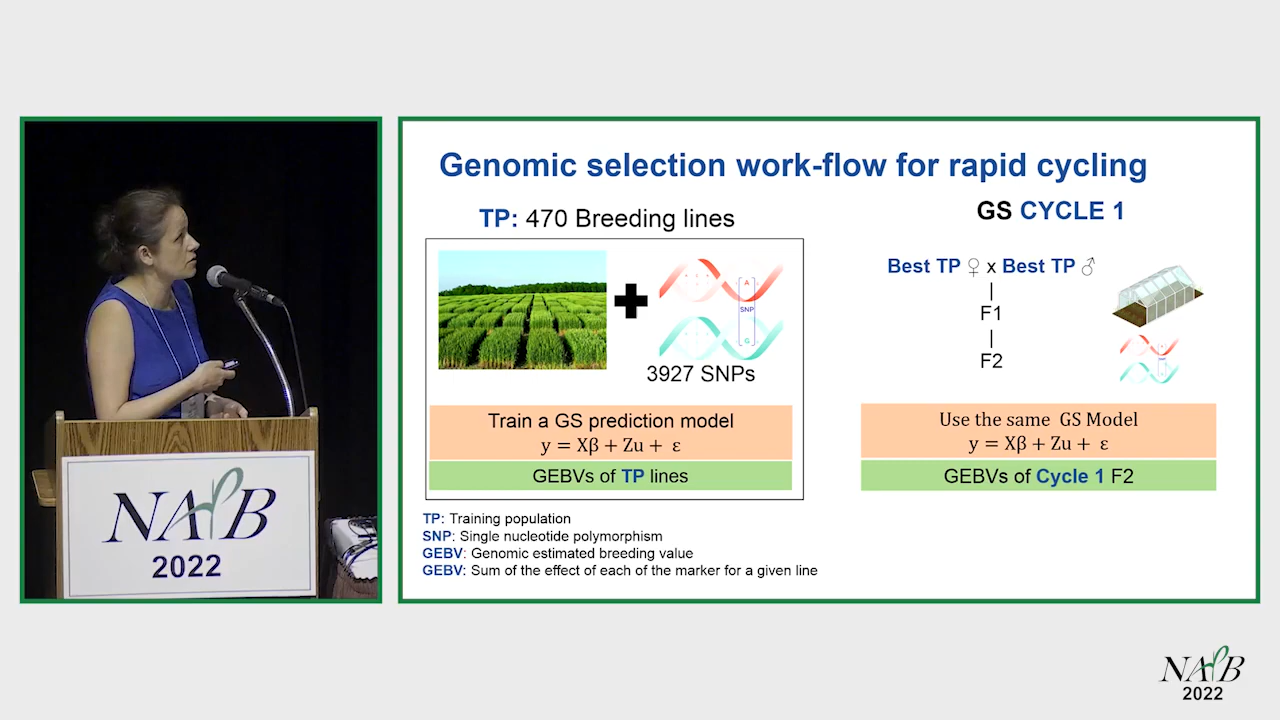 Genomic selection work-flow for rapid cycling
TP: 470 Breeding lines
A
SNP
G
3927 SNPs
Train a GS prediction model
y = Xβ + Zu + ε
GEBVs of TP lines
TP: Training population
SNP: Single nucleotide polymorphism
GEBV: Genomic estimated breeding value
GEBV: Sum of the effect of each of the marker for a given line
GS CYCLE 1
Best TP ♀ x Best TP ♂
F1
F2
Use the same GS Model
y = Xβ + Zu + ε
GEBVs of Cycle 1 F2
NAPB
2022
NAPB
2022